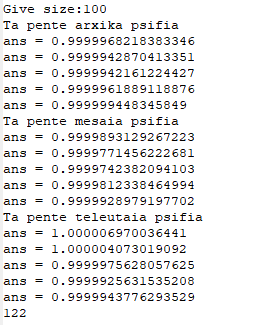 Give size:100
Ta pente arxika psifia
ans = 0.9999968218383346
ans = 0.9999942870413351
ans = 0.9999942161224427
ans = 0.9999961889118876
ans = 0.999999448345849
Ta pente mesaia psifia
ans = 0.9999893129267223
ans = 0.9999771456222681
ans = 0.9999742382094103
ans = 0.9999812338464994
ans = 0.9999928979197702
Ta pente teleutaia psifia
ans = 1.000006970036441
ans = 1.000004073019092
ans = 0.9999975628057625
ans = 0.9999925631535208
ans = 0.9999943776293529
122